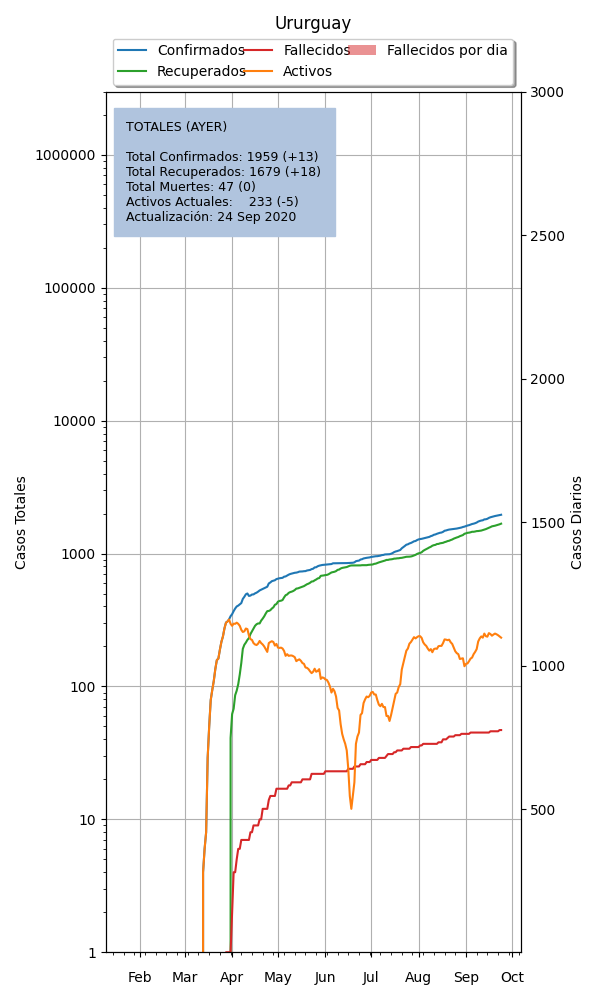 Ururguay
Confirmados
Fallecidos
Fallecidos por dia
Recuperados
Activos
TOTALES (AYER)
Total Confirmados: 1959 (+13)
Total Recuperados: 1679 (+18)
Total Muertes: 47 (0)
Activos Actuales: 233 (-5)
Actualización: 24 Sep 2020
1000000
100000
10000
1000
100
10
1
Casos Totales
3000
2500
2000
1500
1000
500
Casos Diarios
Feb Mar Apr May Jun Jul Aug Sep Oct